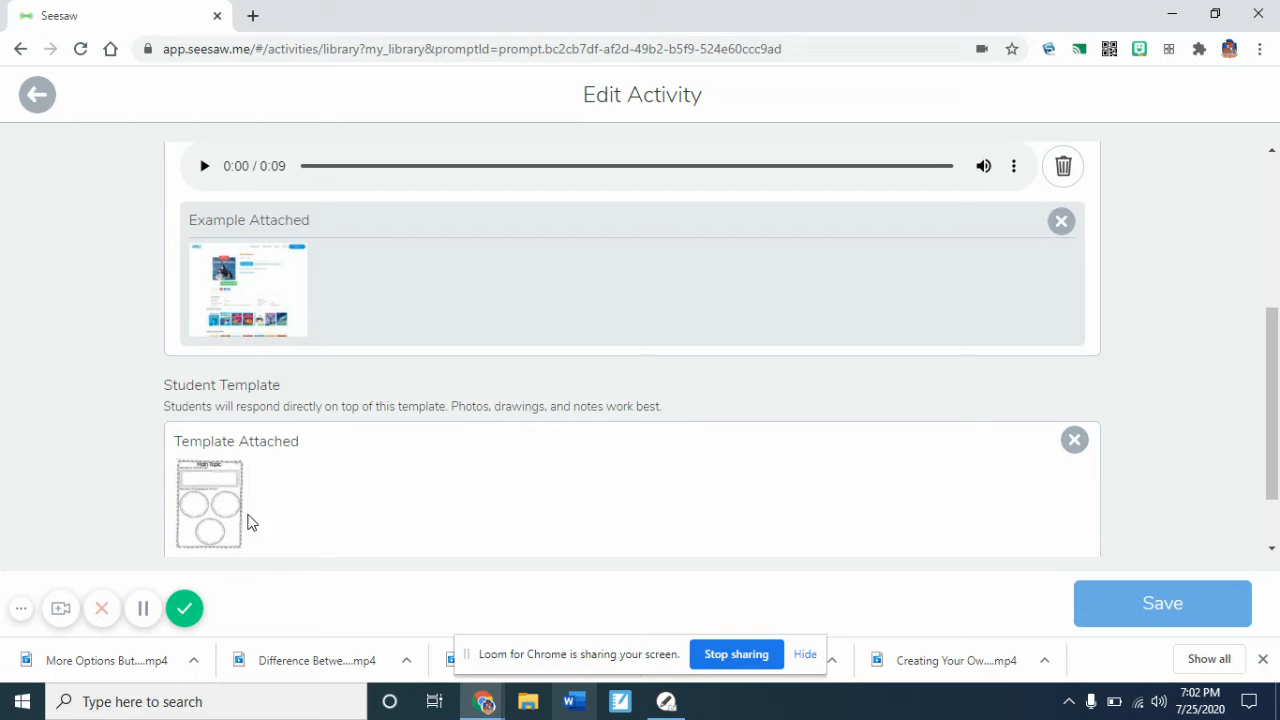 Seesaw
app.seesaw.me/#/activities/library?my_library&promptId=prompt.bc2cb7df-af2d-49b2-b5f9-524e60ccc9ad
Edit Activity
0:00 / 0:09
Example Attached
Student Template
Students will respond directly on top of this template. Photos, drawings, and notes work best.
Template Attached
Main Topic
Save
More Options But....mp4
Difference Betwe....mp4
Loom for Chrome is sharing your screen.
Stop sharing
Hide
Creating Your Ow....mp4
Show all
Type here to search
7:02 PM
7/25/2020